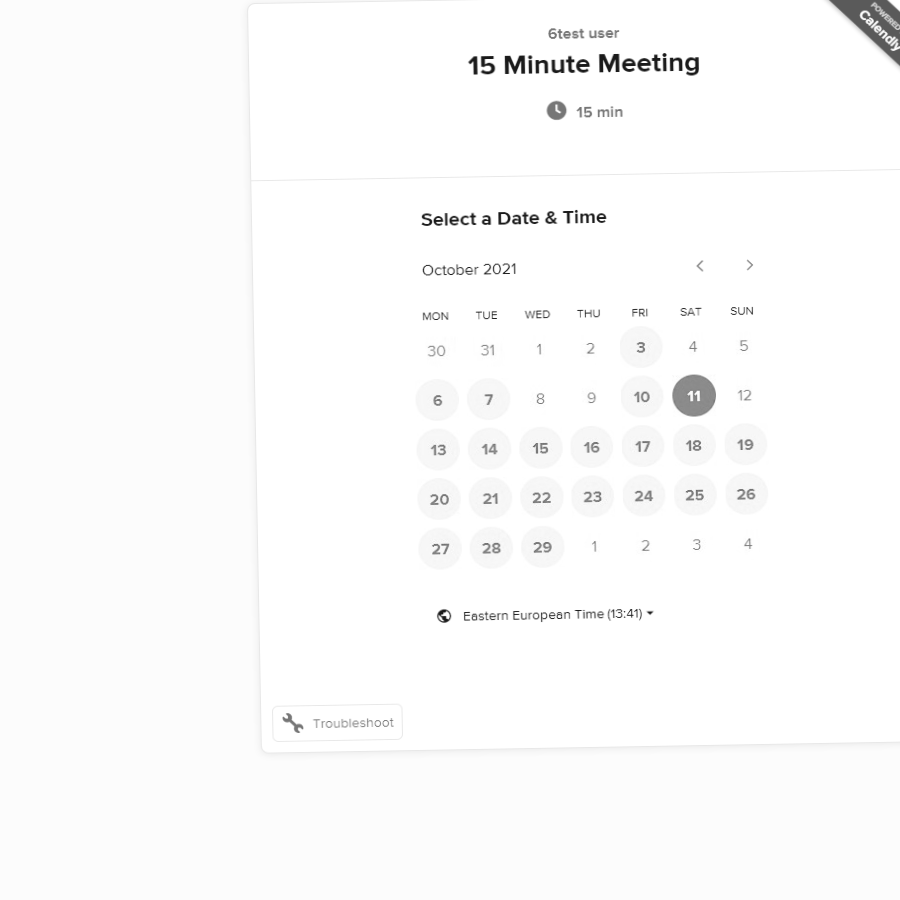 POWERED
Calendly
6test user
15 Minute Meeting
15 min
Select a Date & Time
October 2021
MON TUE WED THU FRI SAT SUN
30 31 1 2 3 4 5
6 7 8 9 10 11 12
13 14 15 16 17 18 19
20 21 22 23 24 25 26
27 28 29 1 2 3 4
Eastern European Time (13:41)
Troubleshoot